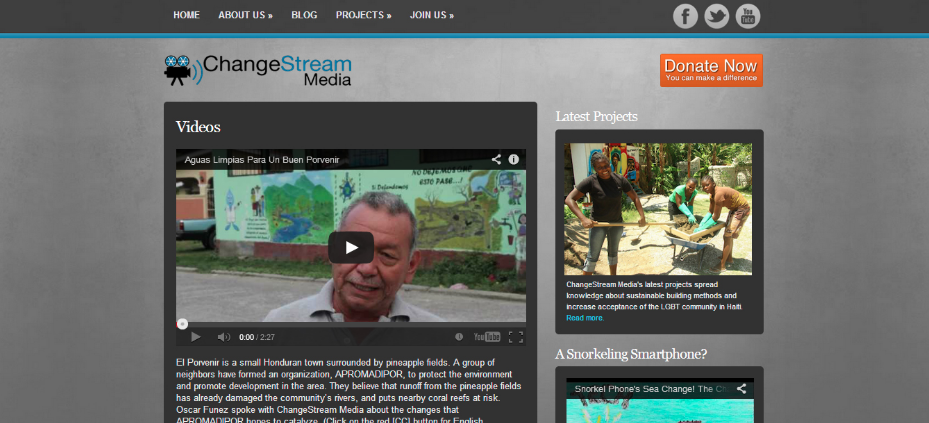 HOME ABOUT US » BLOG PROJECTS » JOIN US »
You Tube
ChangeStream
Media
Donate Now
You can make a difference
Videos
Aguas Limpias Para Un Buen Porvenir
NO DEJEMOS
ESTO PASE...!
0:00 / 2:27
YouTube
El Porvenir is a small Honduran town surrounded by pineapple fields. A group of
neighbors have formed an organization, APROMADIPOR, to protect the environment
and promote development in the area. They believe that runoff from the pineapple fields
has already damaged the community's rivers, and puts nearby coral reefs at risk.
Oscar Funez spoke with ChangeStream Media about the changes that
APROMADIPOR hopes to catalyze. (Click on the red [CC] button for English
Latest Projects
ChangeStream Media's latest projects spread
knowledge about sustainable building methods and
increase acceptance of the LGBT community in Haiti.
Read more.
A Snorkeling Smartphone?
Snorkel Phone's Sea Change! The Ch